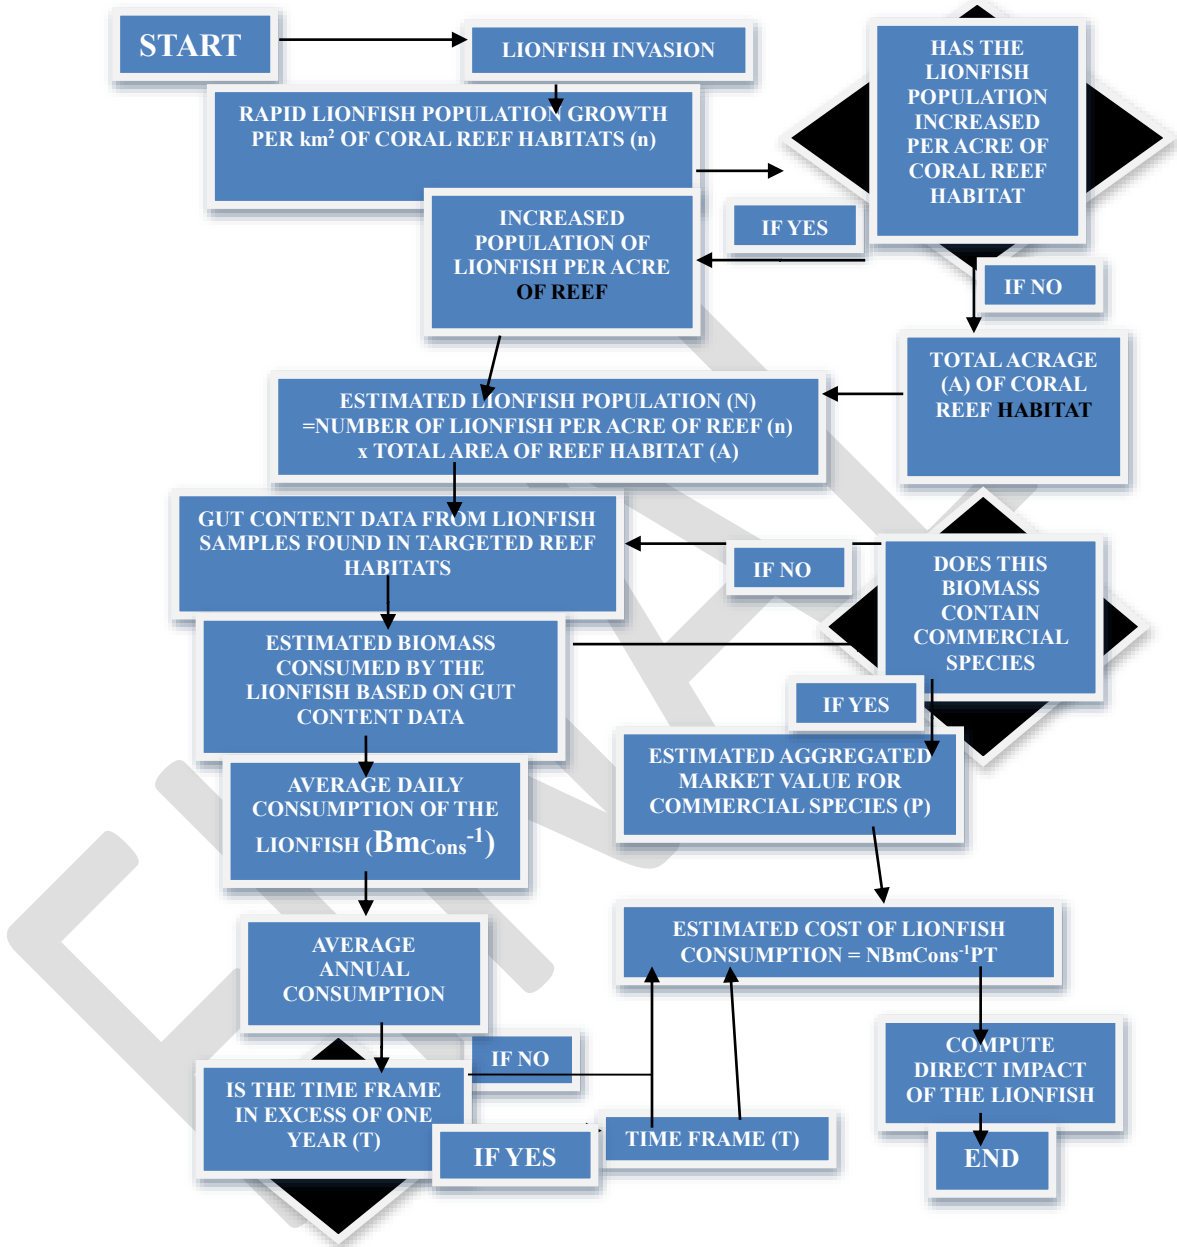 START
LIONFISH INVASION
RAPID LIONFISH POPULATION GROWTH
PER km² OF CORAL REEF HABITATS (n)
HAS THE
LIONFISH
POPULATION
INCREASED
PER ACRE OF
CORAL REEF
HABITAT
IF YES
INCREASED
POPULATION OF
LIONFISH PER ACRE
OF REEF
IF NO
TOTAL ACRAGE
(A) OF CORAL
REEF HABITAT
ESTIMATED LIONFISH POPULATION (N)
=NUMBER OF LIONFISH PER ACRE OF REEF (n)
x TOTAL AREA OF REEF HABITAT (A)
GUT CONTENT DATA FROM LIONFISH
SAMPLES FOUND IN TARGETED REEF
HABITATS
IF NO
DOES THIS
BIOMASS
CONTAIN
COMMERCIAL
SPECIES
ESTIMATED BIOMASS
CONSUMED BY THE
LIONFISH BASED ON GUT
CONTENT DATA
IF YES
ESTIMATED AGGREGATED
MARKET VALUE FOR
COMMERCIAL SPECIES (P)
AVERAGE DAILY
CONSUMPTION OF THE
LIONFISH (BmCons⁻¹)
AVERAGE
ANNUAL
CONSUMPTION
ESTIMATED COST OF LIONFISH
CONSUMPTION = NBmCons⁻¹PT
IF NO
IS THE TIME FRAME
IN EXCESS OF ONE
YEAR (T)
IF YES
TIME FRAME (T)
COMPUTE
DIRECT IMPACT
OF THE LIONFISH
END
FINAL